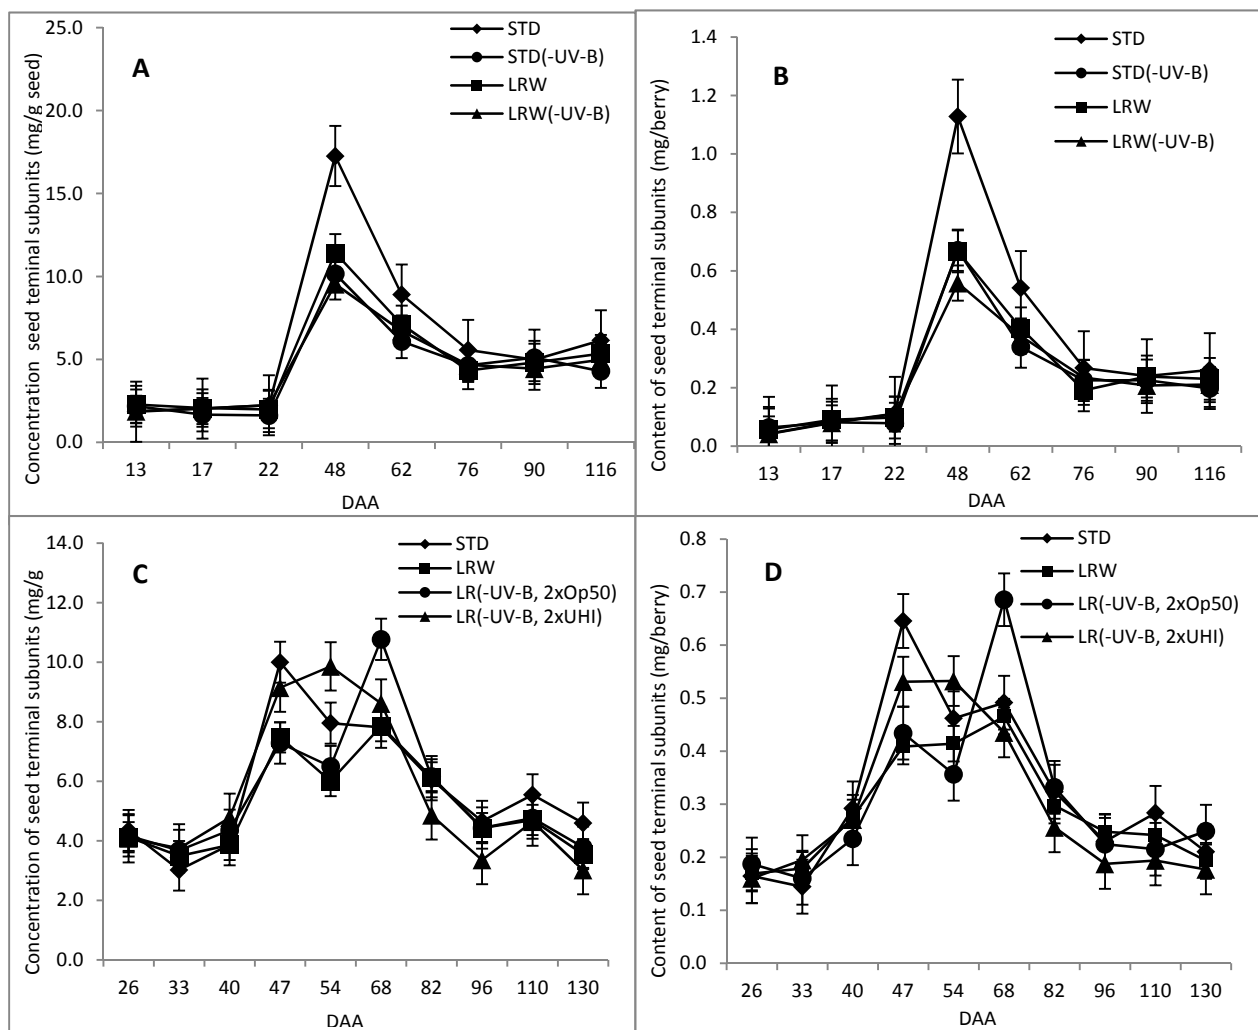 A
Concentration seed teminal subunits (mg/g seed)
25.0
20.0
15.0
10.0
5.0
0.0
13 17 22 48 62 76 90 116
DAA
STD
STD(-UV-B)
LRW
LRW(-UV-B)
B
Content of seed terminal subunits (mg/berry)
1.4
1.2
1.0
0.8
0.6
0.4
0.2
0.0
13 17 22 48 62 76 90 116
DAA
STD
STD(-UV-B)
LRW
LRW(-UV-B)
C
Concentration of seed terminal subunits (mg/g
14.0
12.0
10.0
8.0
6.0
4.0
2.0
0.0
26 33 40 47 54 68 82 96 110 130
DAA
STD
LRW
LR(-UV-B, 2xOp50)
LR(-UV-B, 2xUHI)
D
Content of seed terminal subunits (mg/berry)
0.8
0.7
0.6
0.5
0.4
0.3
0.2
0.1
0.0
26 33 40 47 54 68 82 96 110 130
DAA
STD
LRW
LR(-UV-B, 2xOp50)
LR(-UV-B, 2xUHI)